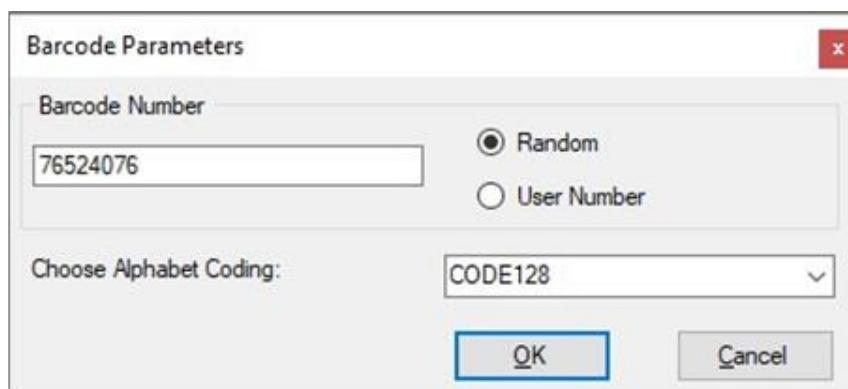 Barcode Parameters
x
Barcode Number
76524076
Random
User Number
Choose Alphabet Coding:
CODE128
OK
Cancel